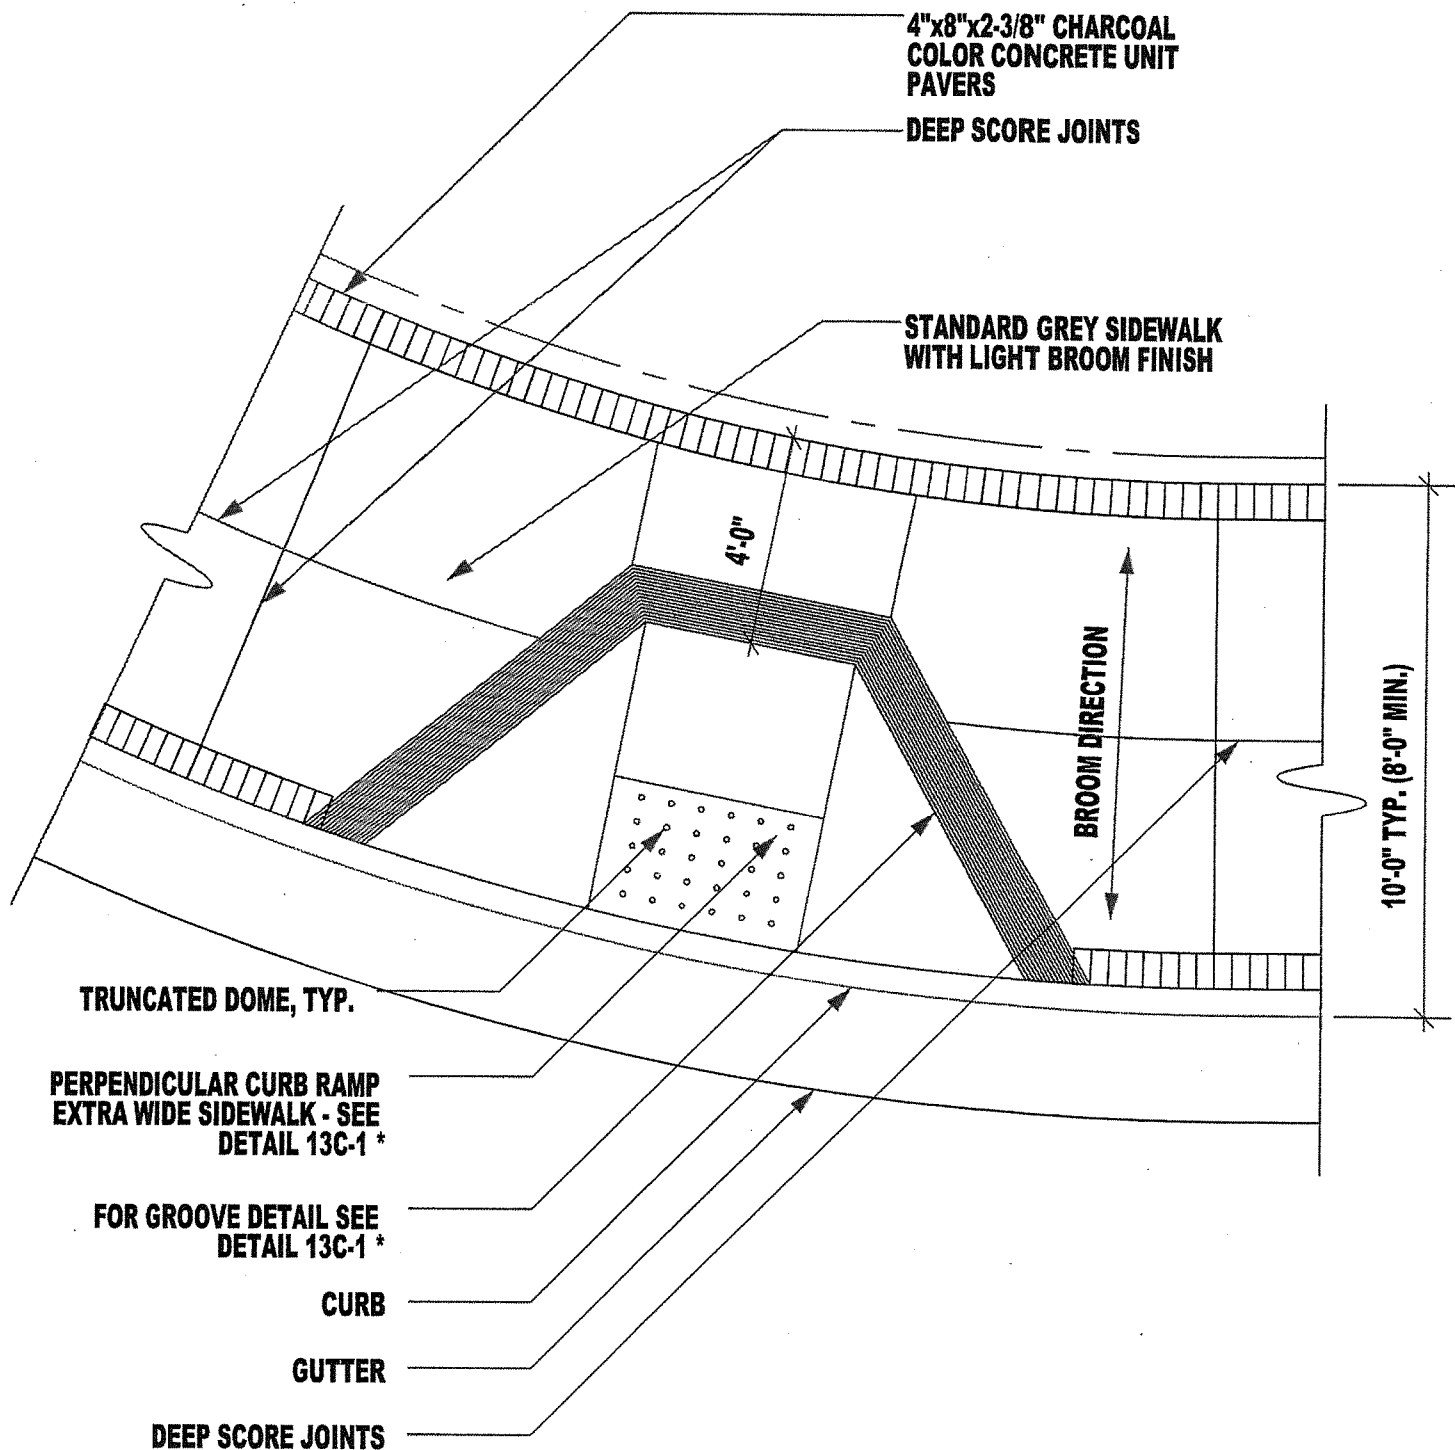 4"x8"x2-3/8" CHARCOAL
COLOR CONCRETE UNIT
PAVERS
DEEP SCORE JOINTS
STANDARD GREY SIDEWALK
WITH LIGHT BROOM FINISH
4'-0"
BROOM DIRECTION
10'-0" TYP. (8'-0" MIN.)
TRUNCATED DOME, TYP.
PERPENDICULAR CURB RAMP
EXTRA WIDE SIDEWALK - SEE
DETAIL 13C-1 *
FOR GROOVE DETAIL SEE
DETAIL 13C-1 *
CURB
GUTTER
DEEP SCORE JOINTS